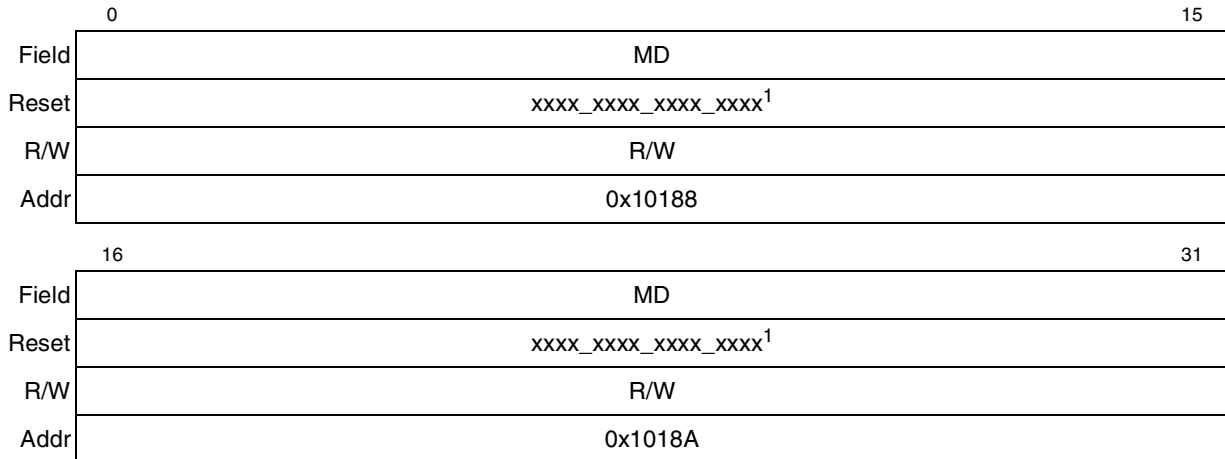 0 15
Field MD
Reset xxxx_xxxx_xxxx_xxxx1
R/W R/W
Addr 0x10188
16 31
Field MD
Reset xxxx_xxxx_xxxx_xxxx1
R/W R/W
Addr 0x1018A